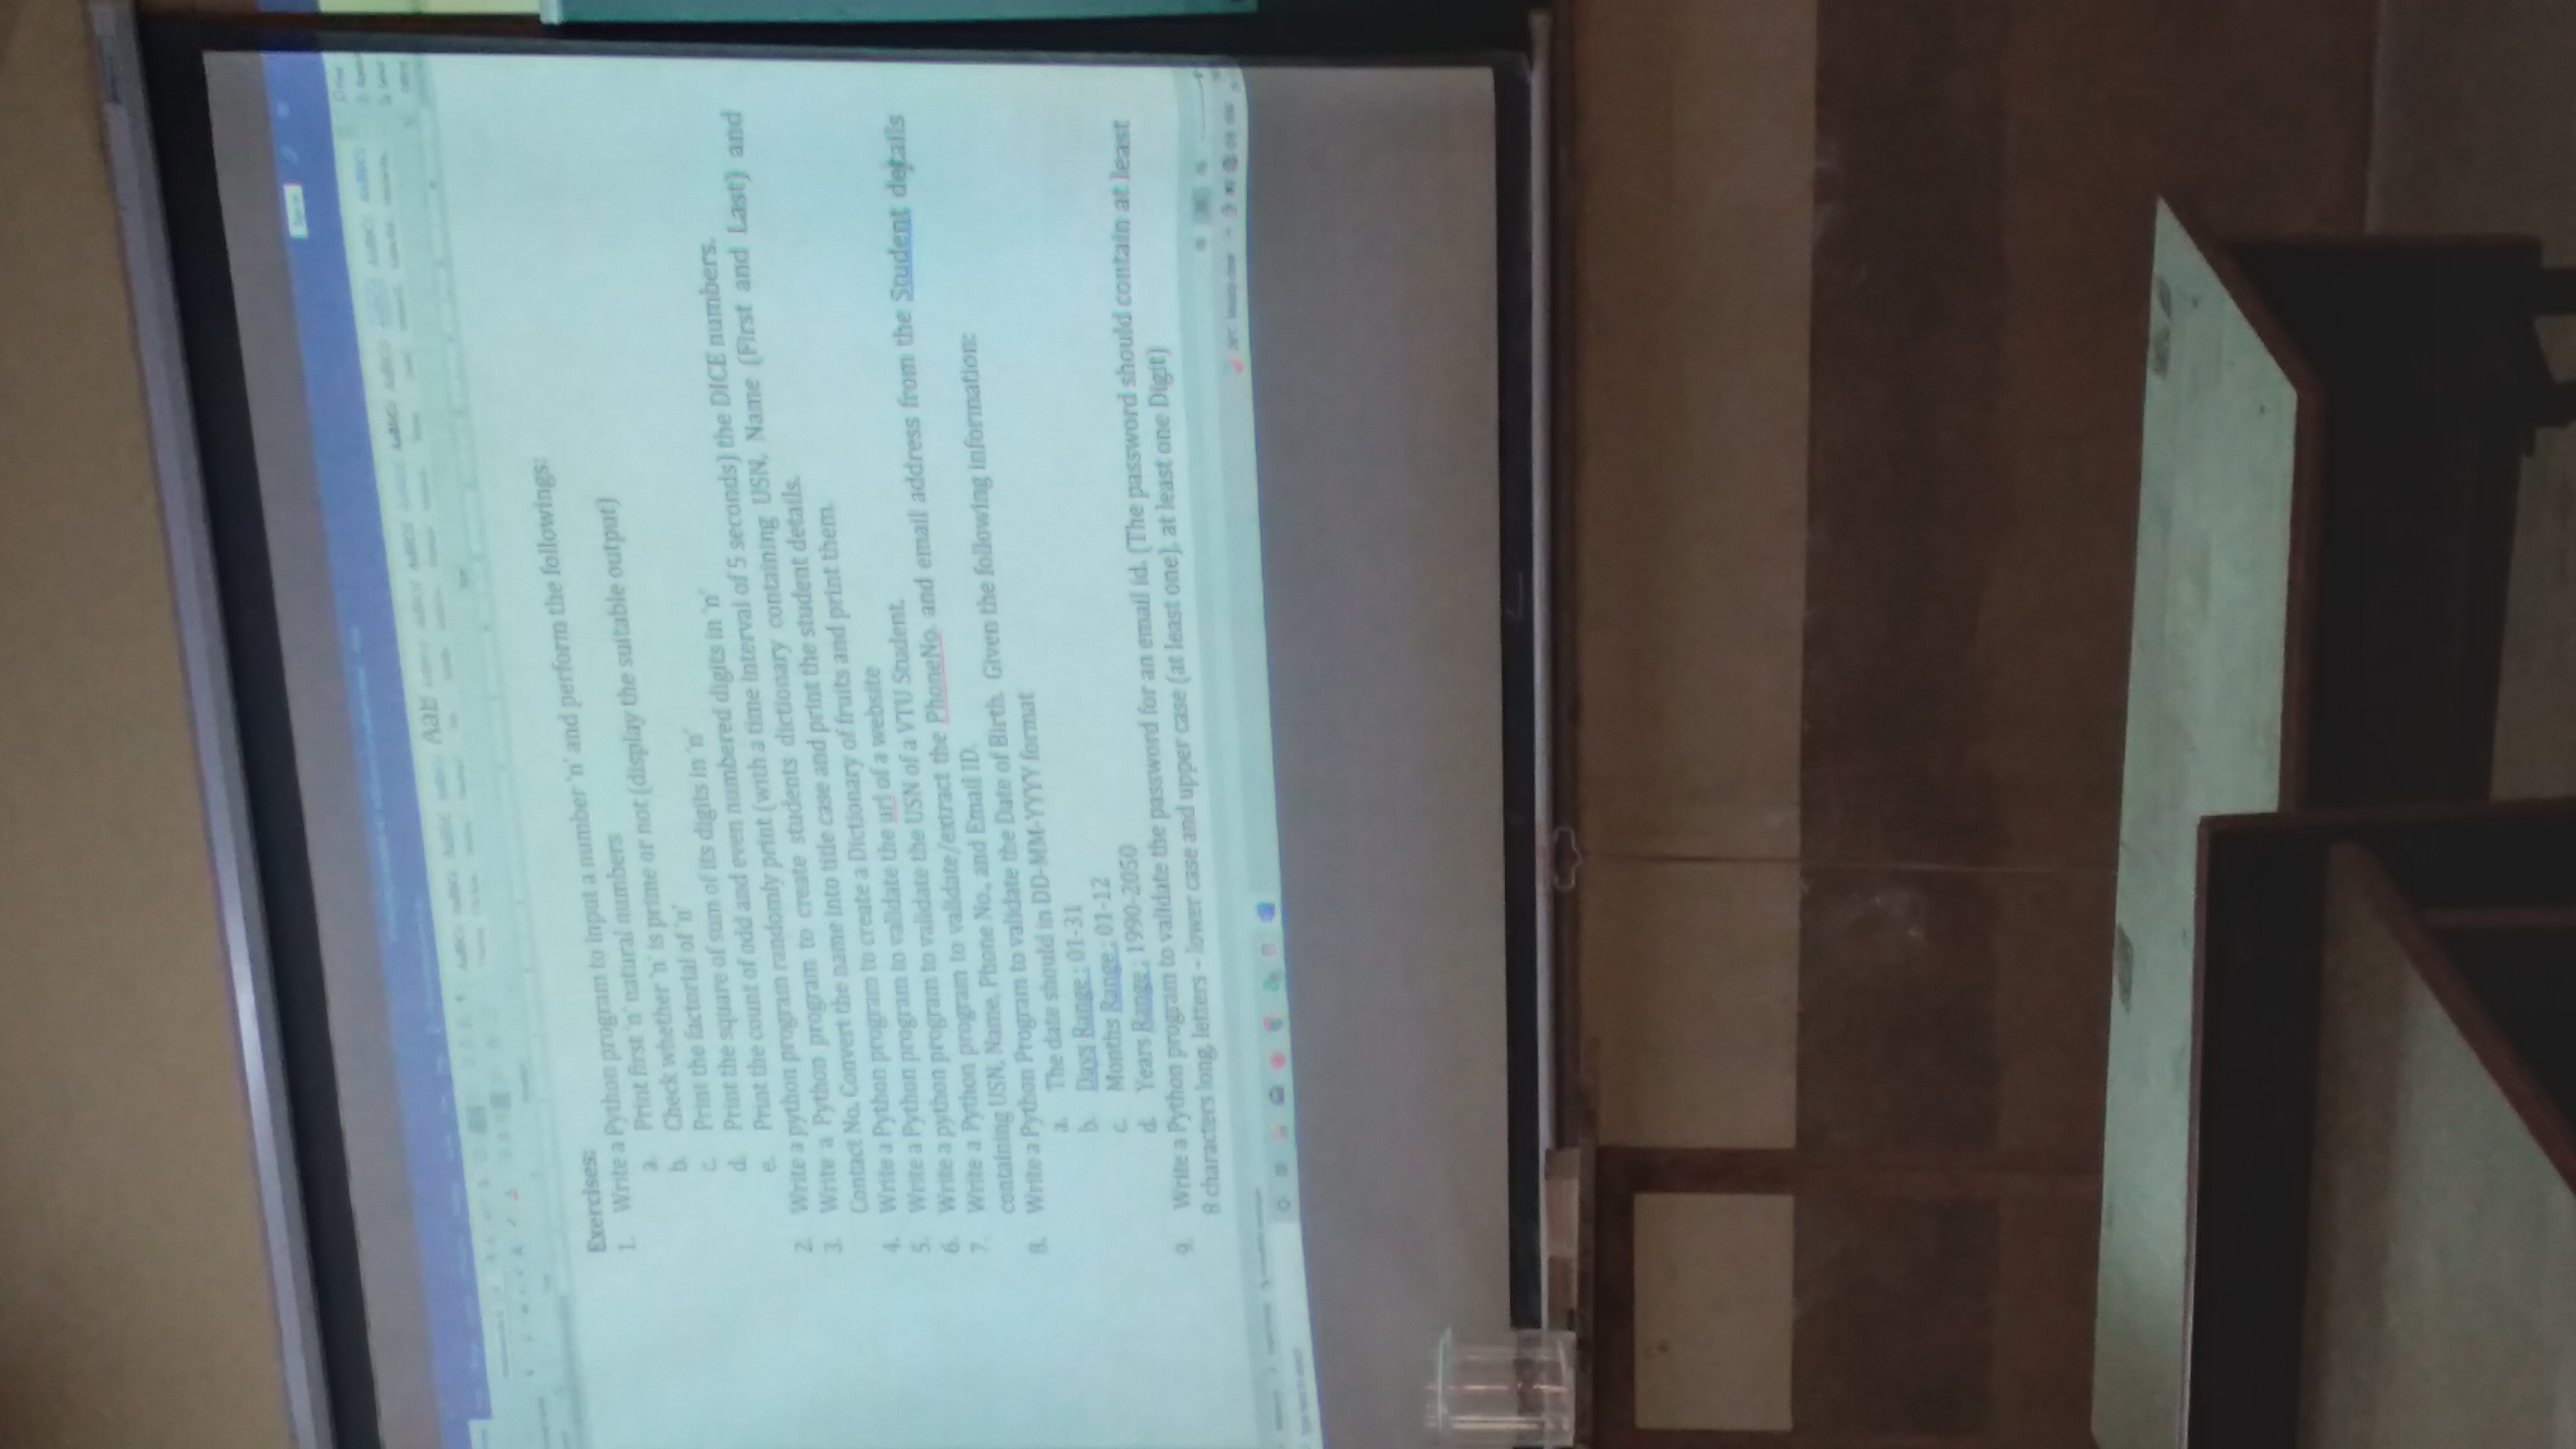 Exercises:
1. Write a Python program to input a number 'n' and perform the followings:
a. Print first 'n' natural numbers
b. Check whether 'n' is prime or not (display the suitable output)
c. Print the factorial of 'n'
d. Print the square of sum of its digits in 'n'
e. Print the count of odd and even numbered digits in 'n'
2. Write a python program randomly print (with a time interval of 5 seconds) the DICE numbers.
3. Write a Python program to create students dictionary containing USN, Name (First and Last) and
Contact No. Convert the name into title case and print the student details.
4. Write a Python program to create a Dictionary of fruits and print them.
5. Write a Python program to validate the url of a website
6. Write a python program to validate the USN of a VTU Student.
7. Write a Python program to validate/extract the PhoneNo. and email address from the Student details
containing USN, Name, Phone No., and Email ID.
8. Write a Python Program to validate the Date of Birth. Given the following information:
a. The date should in DD-MM-YYYY format
b. Days Range : 01-31
c. Months Range : 01-12
d. Years Range : 1990-2050
9. Write a Python program to validate the password for an email id. (The password should contain at least
8 characters long, letters – lower case and upper case (at least one), at least one Digit)
Type here to search